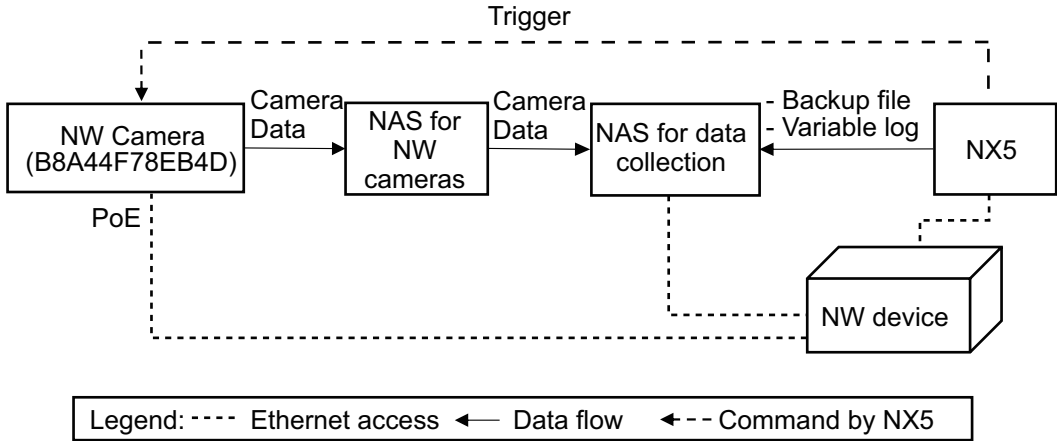 Trigger
NW Camera
(B8A44F78EB4D)
Camera
Data
NAS for
NW
cameras
Camera
Data
NAS for data
collection
- Backup file
- Variable log
NX5
PoE
NW device
Legend: Ethernet access Data flow Command by NX5